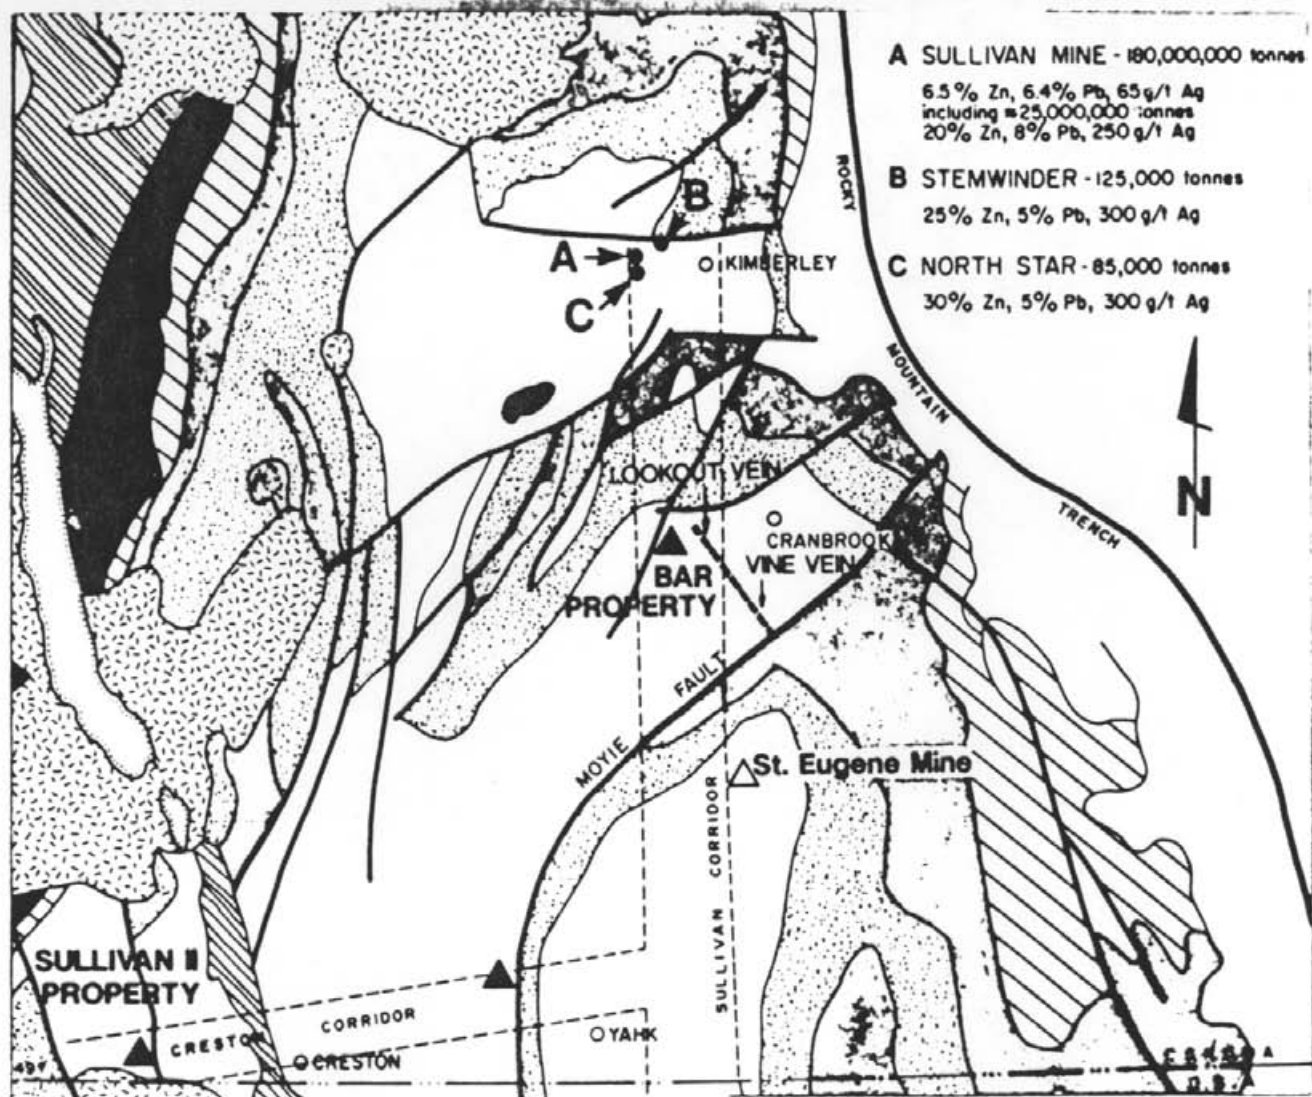 A SULLIVAN MINE - 180,000,000 tonnes
6.5% Zn, 6.4% Pb, 65 g/t Ag
including ≈ 25,000,000 tonnes
20% Zn, 8% Pb, 250 g/t Ag
B STEMWINDER - 125,000 tonnes
25% Zn, 5% Pb, 300 g/t Ag
C NORTH STAR - 85,000 tonnes
30% Zn, 5% Pb, 300 g/t Ag
N
ROCKY
MOUNTAIN
TRENCH
B
A
KIMBERLEY
C
LOOKOUT VEIN
CRANBROOK
VINE VEIN
BAR
PROPERTY
MOYIE FAULT
St. Eugene Mine
SULLIVAN CORRIDOR
SULLIVAN II
PROPERTY
CRESTON CORRIDOR
YAHK
CRESTON
49°
CANADA
U.S.A